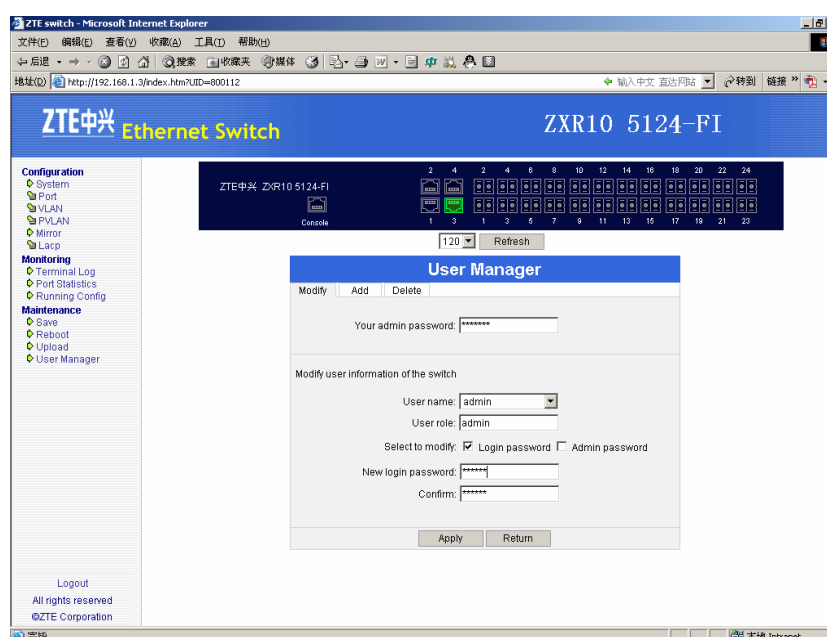 ZTE switch - Microsoft Internet Explorer
文件(F) 编辑(E) 查看(V) 收藏(A) 工具(T) 帮助(H)
后退 搜索 收藏夹 媒体
地址(D) http://192.168.1.3/index.htm?UID=800112 输入中文 直达网站 转到 链接 »
ZTE中兴 Ethernet Switch ZXR10 5124-FI
Configuration
System
Port
VLAN
PVLAN
Mirror
Lacp
Monitoring
Terminal Log
Port Statistics
Running Config
Maintenance
Save
Reboot
Upload
User Manager
Logout
All rights reserved
©ZTE Corporation
2 4 2 4 6 8 10 12 14 16 18 20 22 24
ZTE中兴 ZXR10 5124-FI
Console 1 3 1 3 5 7 9 11 13 15 17 19 21 23
120 Refresh
User Manager
Modify Add Delete
Your admin password: *******
Modify user information of the switch
User name: admin
User role: admin
Select to modify: Login password Admin password
New login password: ******
Confirm: ******
Apply Return
完毕 本地 Intranet